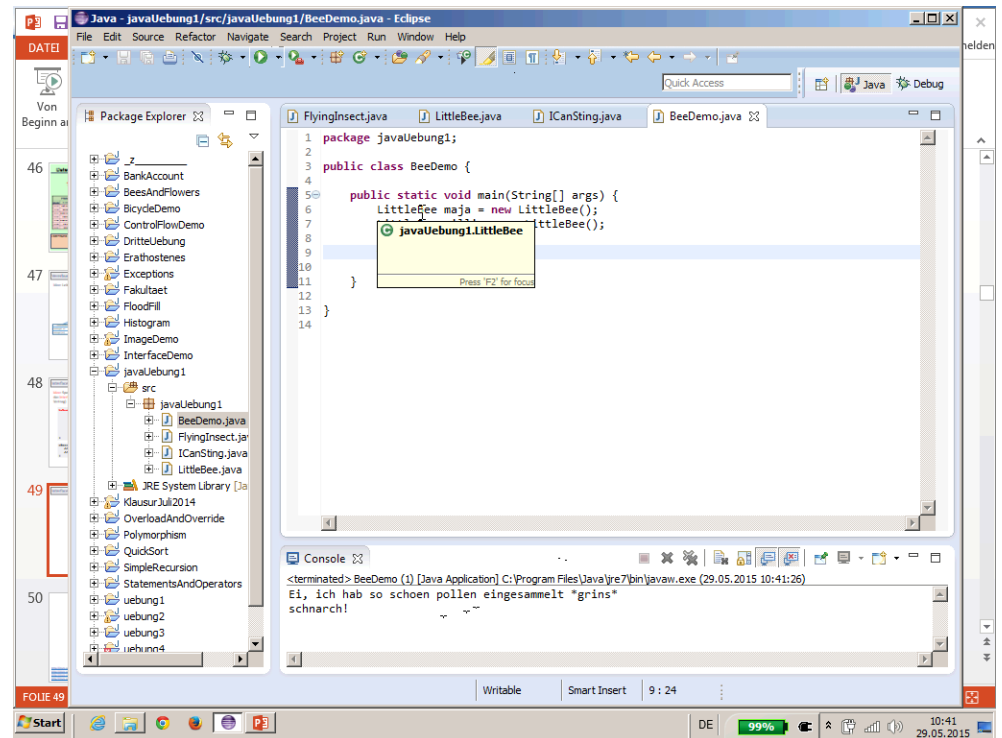 Java - javaUebung1/src/javaUebung1/BeeDemo.java - Eclipse
File Edit Source Refactor Navigate Search Project Run Window Help
DATEI
melden
Quick Access
Java
Debug
Von
Beginn
Package Explorer
FlyingInsect.java
LittleBee.java
ICanSting.java
BeeDemo.java
46
47
48
49
50
_z_________
BankAccount
BeesAndFlowers
BicycleDemo
ControlFlowDemo
DritteUebung
Erathostenes
Exceptions
Fakultaet
FloodFill
Histogram
ImageDemo
InterfaceDemo
javaUebung1
src
javaUebung1
BeeDemo.java
FlyingInsect.jav
ICanSting.java
LittleBee.java
JRE System Library [Ja
KlausurJuli2014
OverloadAndOverride
Polymorphism
QuickSort
SimpleRecursion
StatementsAndOperators
uebung1
uebung2
uebung3
uebung4
1 package javaUebung1;
2
3 public class BeeDemo {
4
5 public static void main(String[] args) {
6 LittleBee maja = new LittleBee();
7 LittleBee();
8
9
10
11 }
12
13 }
14
javaUebung1.LittleBee
Press 'F2' for focus
Console
<terminated> BeeDemo (1) [Java Application] C:\Program Files\Java\jre7\bin\javaw.exe (29.05.2015 10:41:26)
Ei, ich hab so schoen pollen eingesammelt *grins*
schnarch!
Writable
Smart Insert
9 : 24
FOLIE 49
Start
DE
99%
10:41
29.05.2015